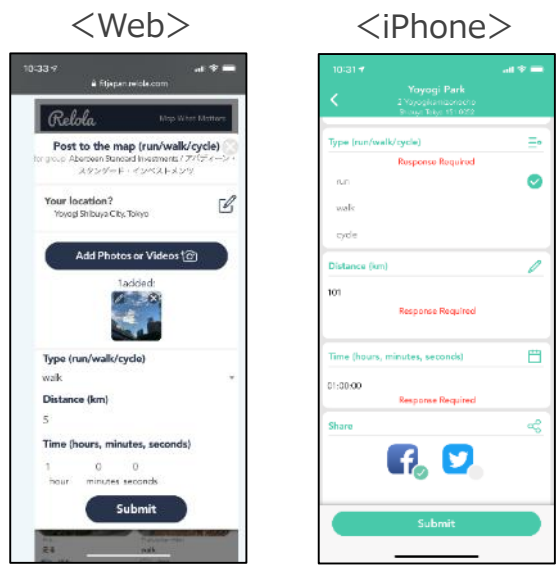 ＜Web＞
10:33
fitjapan.relola.com
Relola
Map What Matters
Post to the map (run/walk/cycle)
for group Aberdeen Standard Investments / アバディーン・
スタンダード・インベストメンツ
Your location?
Yoyogi Shibuya City, Tokyo
Add Photos or Videos
1added:
Type (run/walk/cycle)
walk
Distance (km)
5
Time (hours, minutes, seconds)
1 0 0
hour minutes seconds
Submit
walk
＜iPhone＞
10:31
Yoyogi Park
2 Yoyogikamizonocho
Type (run/walk/cycle)
Response Required
run
walk
cycle
Distance (km)
101
Response Required
Time (hours, minutes, seconds)
01:00:00
Response Required
Share
Submit